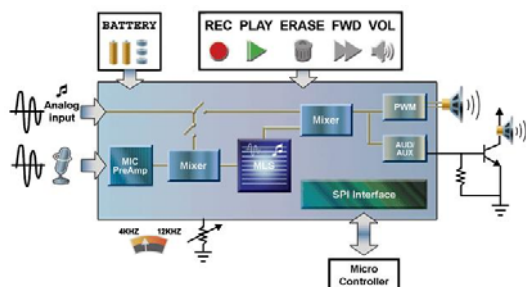 BATTERY
REC PLAY ERASE FWD VOL
Analog
input
Mixer
PWM
AUD/
AUX
MIC
PreAmp
Mixer
MLS
SPI Interface
4KHZ 12KHZ
Micro
Controller